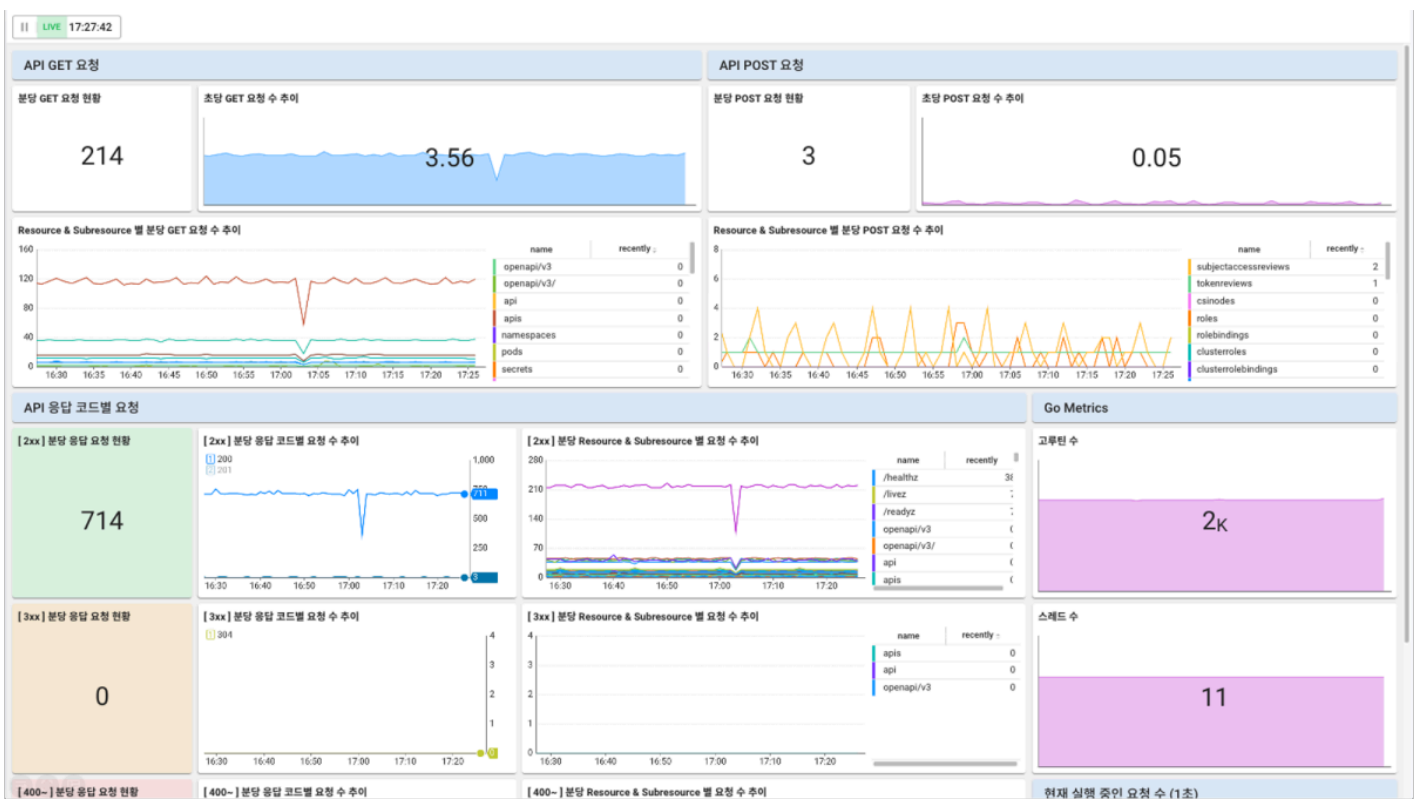 LIVE 17:27:42
API GET 요청
API POST 요청
분당 GET 요청 현황
214
초당 GET 요청 수 추이
3.56
분당 POST 요청 현황
3
초당 POST 요청 수 추이
0.05
Resource & Subresource 별 분당 GET 요청 수 추이
160
120
80
40
0
16:30 16:35 16:40 16:45 16:50 16:55 17:00 17:05 17:10 17:15 17:20 17:25
name recently
openapi/v3 0
openapi/v3/ 0
api 0
apis 0
namespaces 0
pods 0
secrets 0
Resource & Subresource 별 분당 POST 요청 수 추이
8
6
4
2
0
16:30 16:35 16:40 16:45 16:50 16:55 17:00 17:05 17:10 17:15 17:20 17:25
name recently
subjectaccessreviews 2
tokenreviews 1
csinodes 0
roles 0
rolebindings 0
clusterroles 0
clusterrolebindings 0
API 응답 코드별 요청
Go Metrics
[2xx] 분당 응답 요청 현황
714
[2xx] 분당 응답 코드별 요청 수 추이
1 200
2 201
1,000
711
500
250
3
16:30 16:40 16:50 17:00 17:10 17:20
[2xx] 분당 Resource & Subresource 별 요청 수 추이
280
210
140
70
0
16:30 16:40 16:50 17:00 17:10 17:20
name recently
/healthz
/livez
/readyz
openapi/v3
openapi/v3/
api
apis
고루틴 수
2K
[3xx] 분당 응답 요청 현황
0
[3xx] 분당 응답 코드별 요청 수 추이
1 304
4
3
2
1
0
16:30 16:40 16:50 17:00 17:10 17:20
[3xx] 분당 Resource & Subresource 별 요청 수 추이
4
3
2
1
0
16:30 16:40 16:50 17:00 17:10 17:20
name recently
apis 0
api 0
openapi/v3 0
스레드 수
11
[400~] 분당 응답 요청 현황
[400~] 분당 응답 코드별 요청 수 추이
[400~] 분당 Resource & Subresource 별 요청 수 추이
현재 실행 중인 요청 수 (1초)